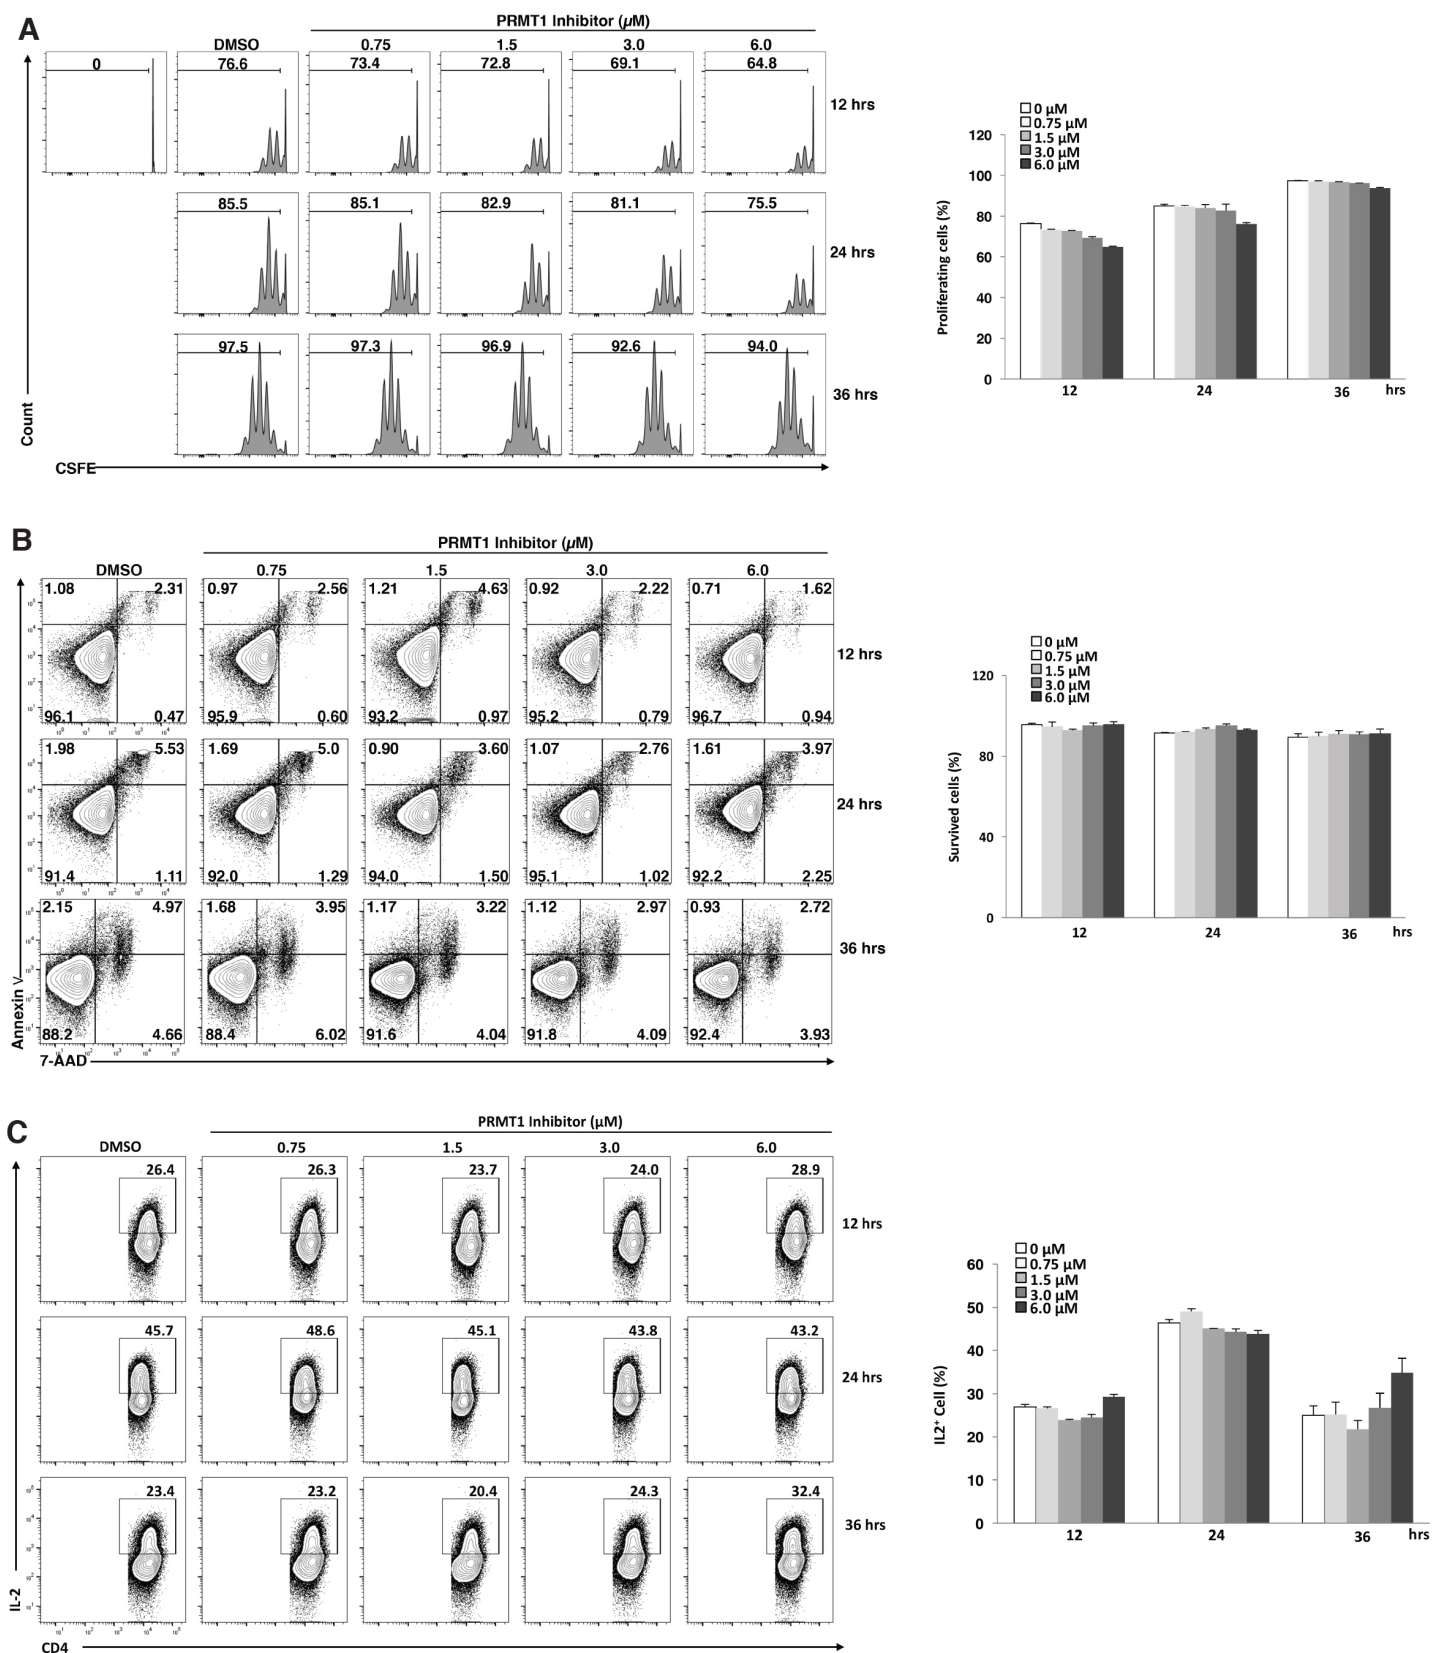 A
PRMT1 Inhibitor (µM)
DMSO 0.75 1.5 3.0 6.0
0 76.6 73.4 72.8 69.1 64.8
12 hrs
85.5 85.1 82.9 81.1 75.5
24 hrs
97.5 97.3 96.9 92.6 94.0
36 hrs
Count
CSFE
0 µM
0.75 µM
1.5 µM
3.0 µM
6.0 µM
Proliferating cells (%)
120
100
80
60
40
20
0
12 24 36 hrs
B
PRMT1 Inhibitor (µM)
DMSO 0.75 1.5 3.0 6.0
1.08 2.31 0.97 2.56 1.21 4.63 0.92 2.22 0.71 1.62
12 hrs
96.1 0.47 95.9 0.60 93.2 0.97 95.2 0.79 96.7 0.94
1.98 5.53 1.69 5.0 0.90 3.60 1.07 2.76 1.61 3.97
24 hrs
91.4 1.11 92.0 1.29 94.0 1.50 95.1 1.02 92.2 2.25
2.15 4.97 1.68 3.95 1.17 3.22 1.12 2.97 0.93 2.72
36 hrs
88.2 4.66 88.4 6.02 91.6 4.04 91.8 4.09 92.4 3.93
Annexin V
7-AAD
0 µM
0.75 µM
1.5 µM
3.0 µM
6.0 µM
Survived cells (%)
120
80
40
0
12 24 36 hrs
C
PRMT1 Inhibitor (µM)
DMSO 0.75 1.5 3.0 6.0
26.4 26.3 23.7 24.0 28.9
12 hrs
45.7 48.6 45.1 43.8 43.2
24 hrs
23.4 23.2 20.4 24.3 32.4
36 hrs
IL-2
CD4
0 µM
0.75 µM
1.5 µM
3.0 µM
6.0 µM
IL2⁺ Cell (%)
60
50
40
30
20
10
0
12 24 36 hrs